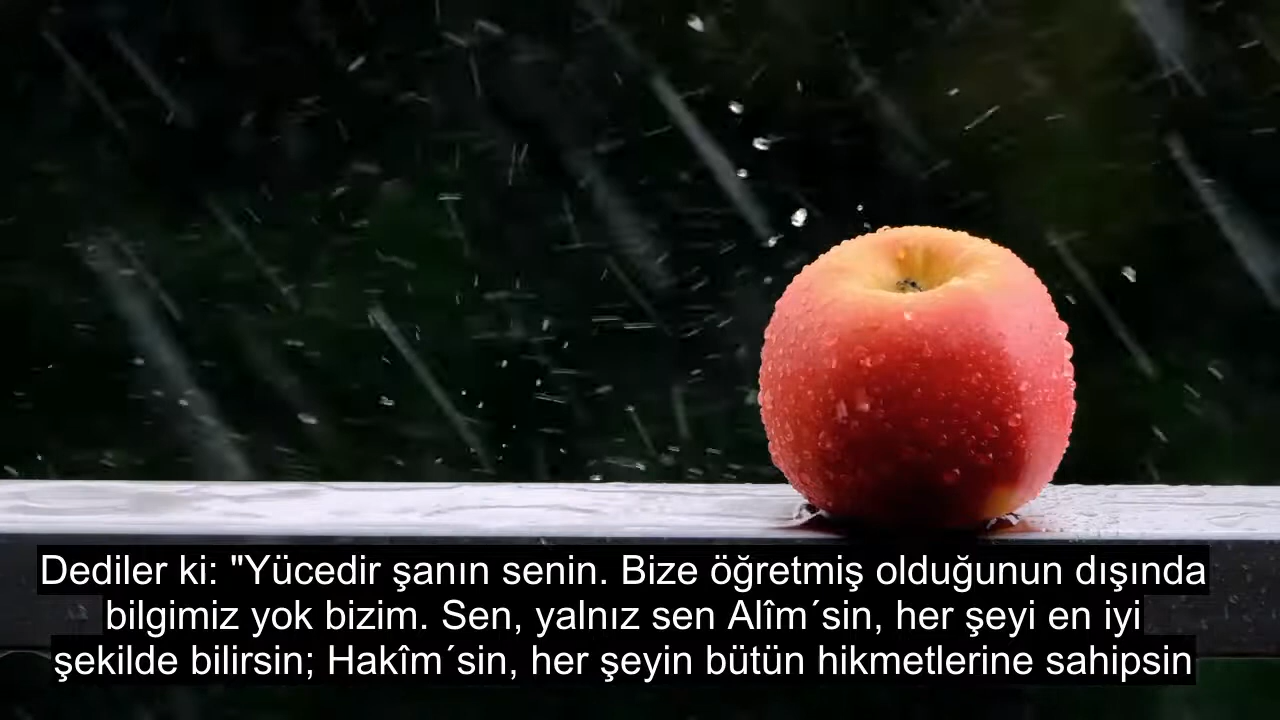 Dediler ki: "Yücedir şanın senin. Bize öğretmiş olduğunun dışında
bilgimiz yok bizim. Sen, yalnız sen Alîm´sin, her şeyi en iyi
şekilde bilirsin; Hakîm´sin, her şeyin bütün hikmetlerine sahipsin